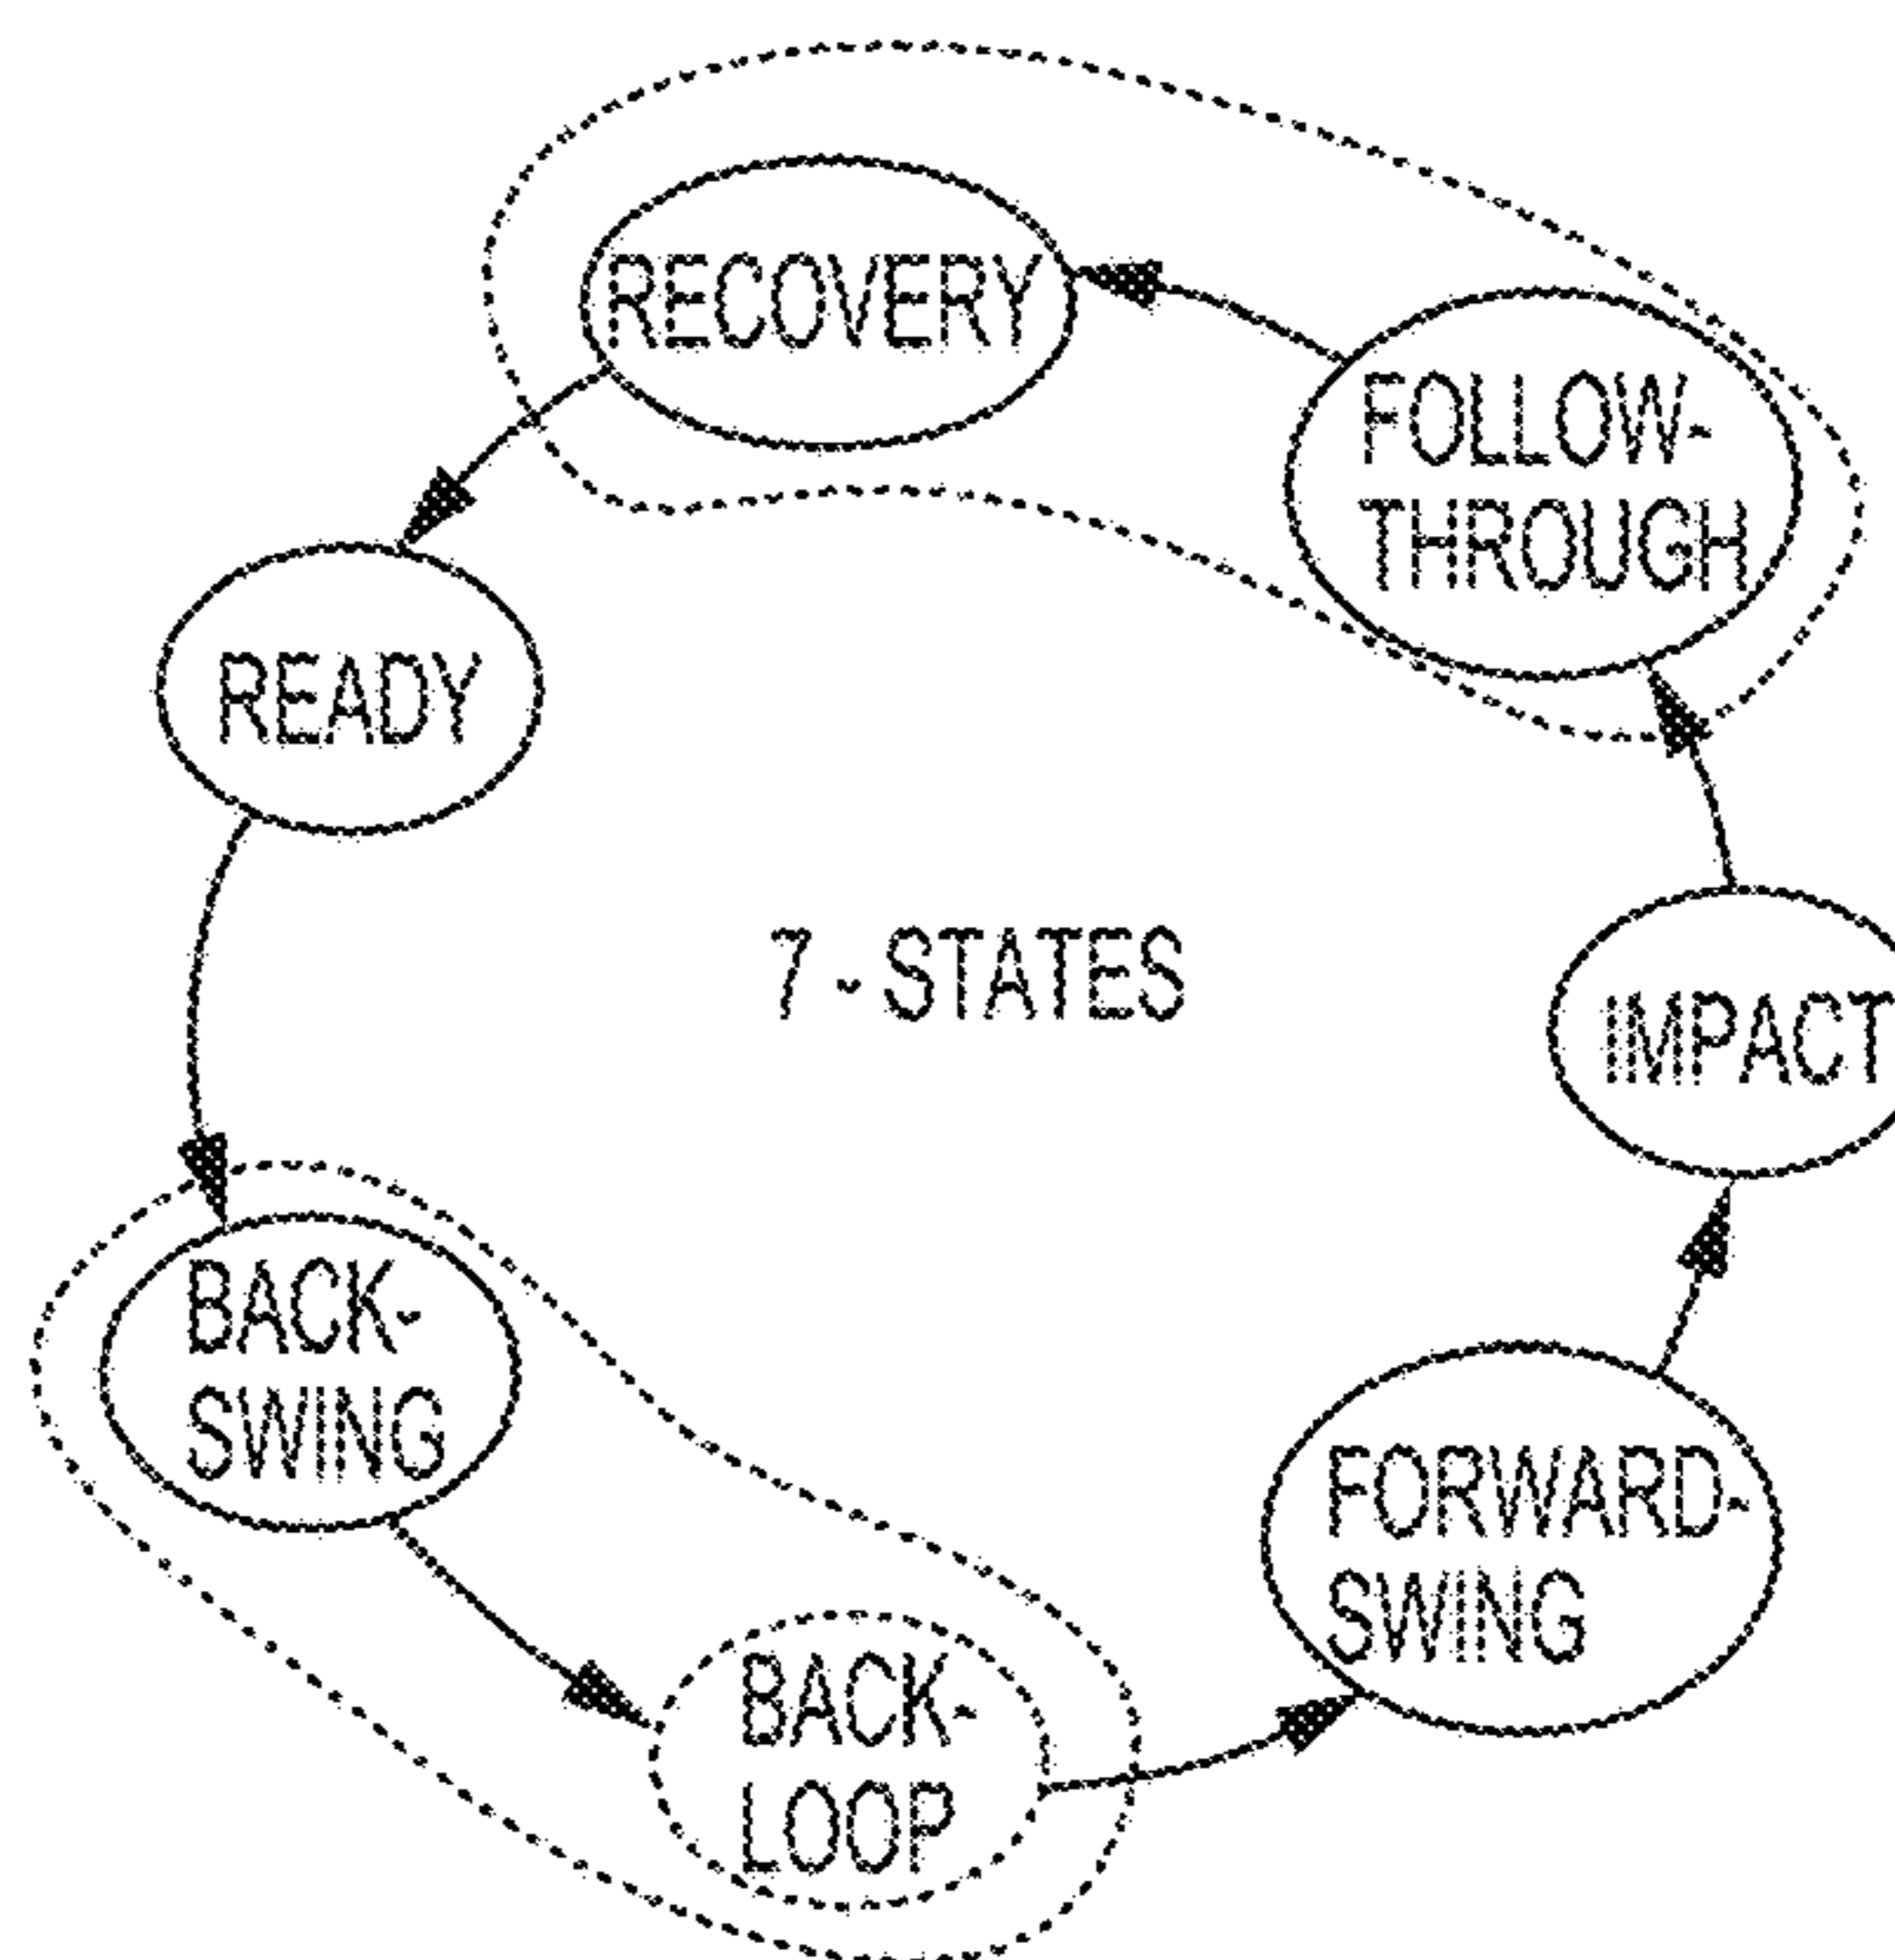 RECOVERY
FOLLOW-
THROUGH
READY
7 - STATES
IMPACT
BACK-
SWING
FORWARD-
SWING
BACK-
LOOP